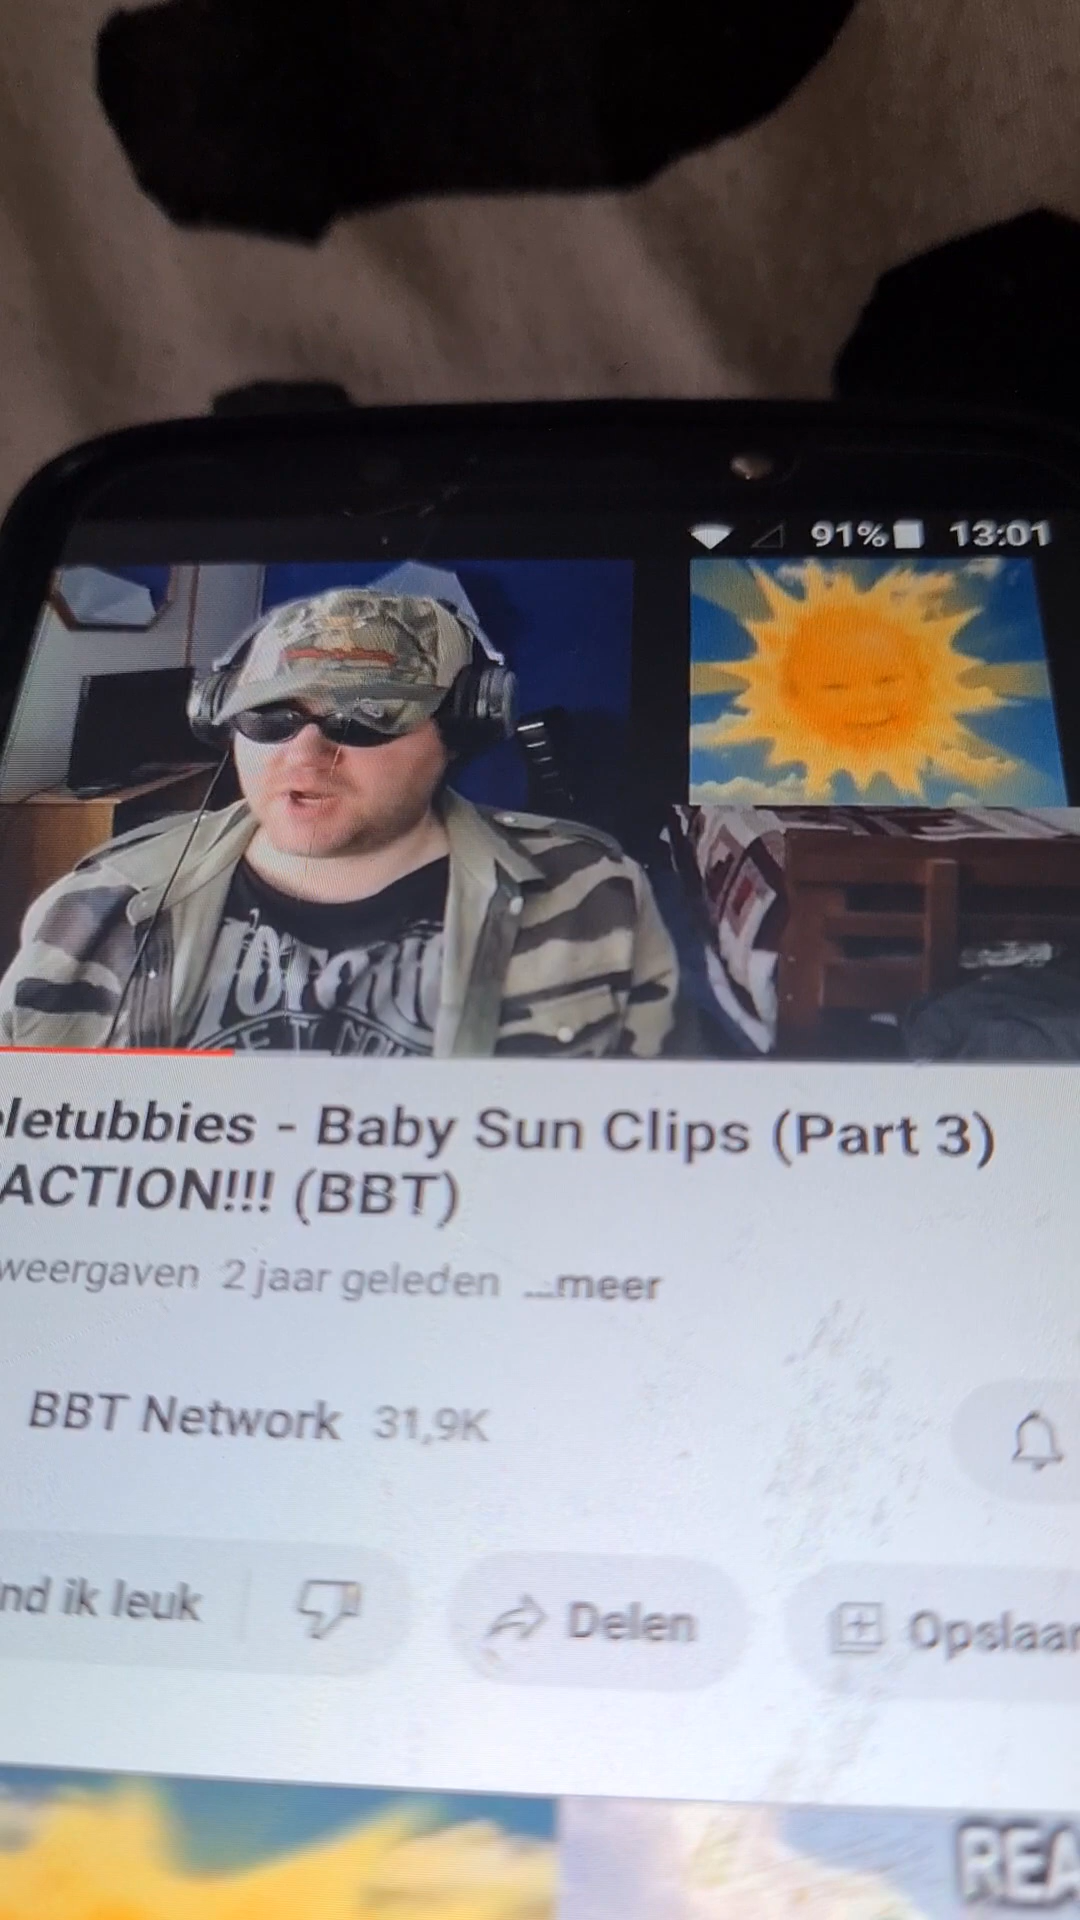 91% 13:01
letubbies - Baby Sun Clips (Part 3)
ACTION!!! (BBT)
weergaven 2 jaar geleden ...meer
BBT Network 31,9K
nd ik leuk Delen Opslaan
REA